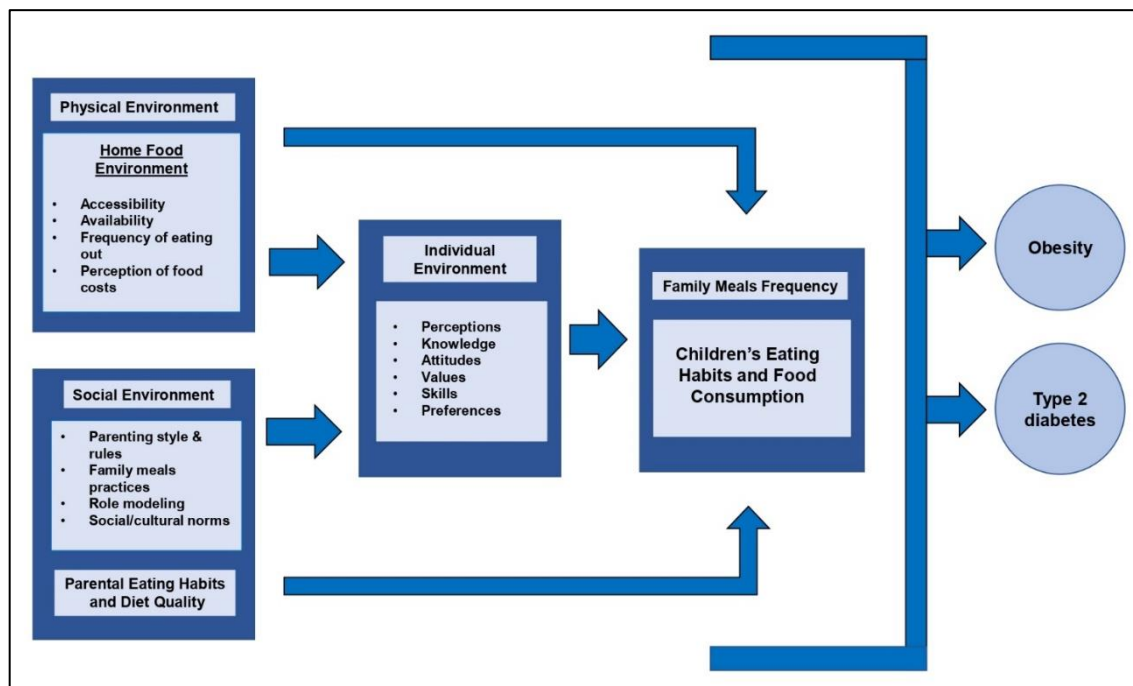 Physical Environment
Home Food
Environment
• Accessibility
• Availability
• Frequency of eating
out
• Perception of food
costs
Social Environment
• Parenting style &
rules
• Family meals
practices
• Role modeling
• Social/cultural norms
Parental Eating Habits
and Diet Quality
Individual
Environment
• Perceptions
• Knowledge
• Attitudes
• Values
• Skills
• Preferences
Family Meals Frequency
Children's Eating
Habits and Food
Consumption
Obesity
Type 2
diabetes